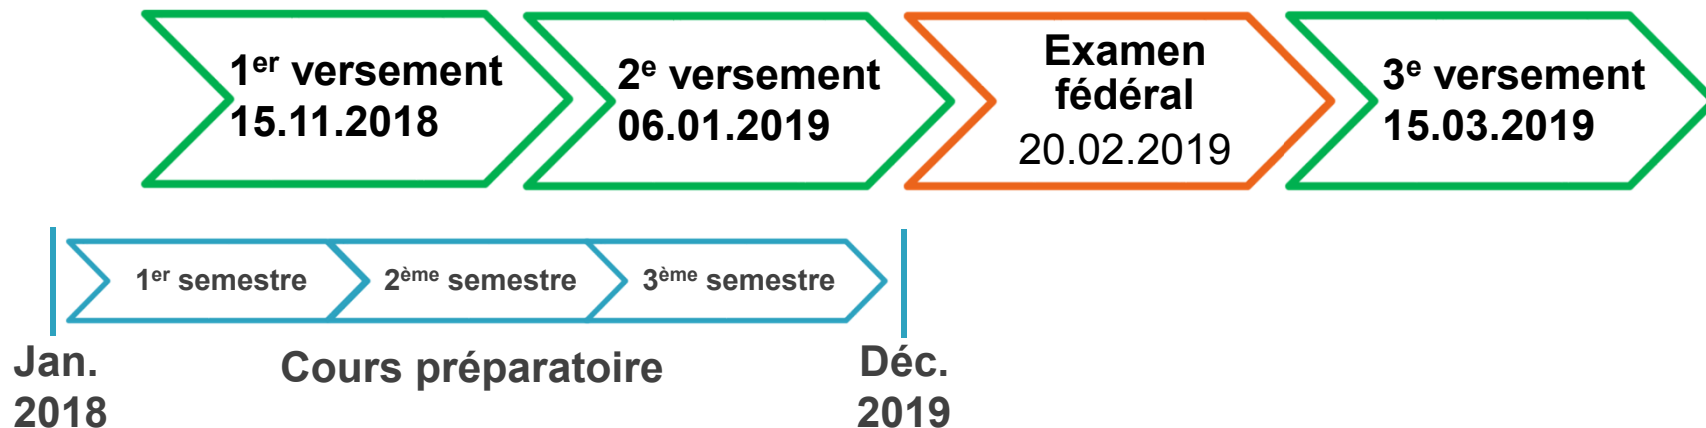 1er versement
15.11.2018
2e versement
06.01.2019
Examen
fédéral
20.02.2019
3e versement
15.03.2019
1er semestre
2ème semestre
3ème semestre
Jan.
2018
Cours préparatoire
Déc.
2019